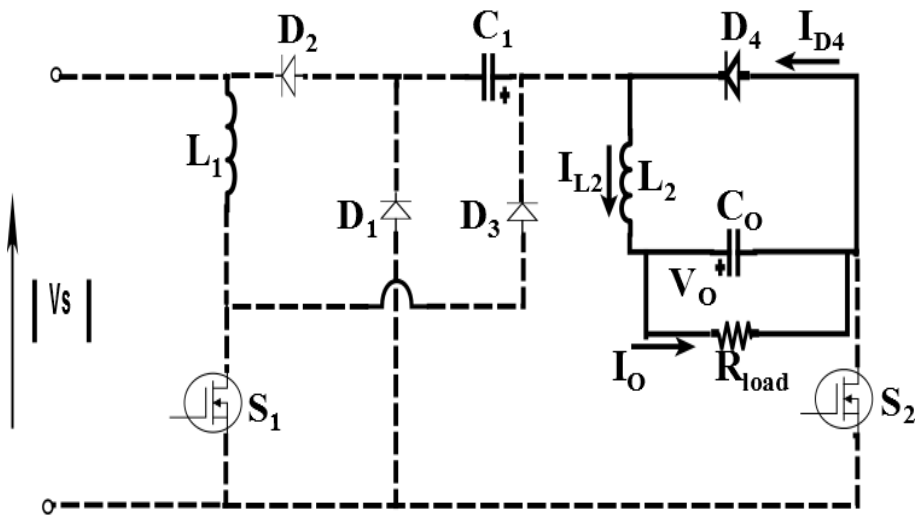 D2
C1
+
D4
ID4
L1
D1
D3
IL2
L2
CO
+
VO
| Vs |
IO
Rload
S1
S2